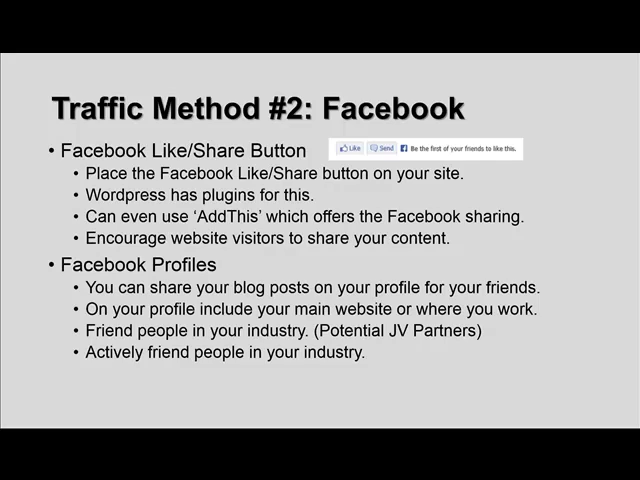 Traffic Method #2: Facebook
• Facebook Like/Share Button
Like Send Be the first of your friends to like this.
• Place the Facebook Like/Share button on your site.
• Wordpress has plugins for this.
• Can even use ‘AddThis’ which offers the Facebook sharing.
• Encourage website visitors to share your content.
• Facebook Profiles
• You can share your blog posts on your profile for your friends.
• On your profile include your main website or where you work.
• Friend people in your industry. (Potential JV Partners)
• Actively friend people in your industry.